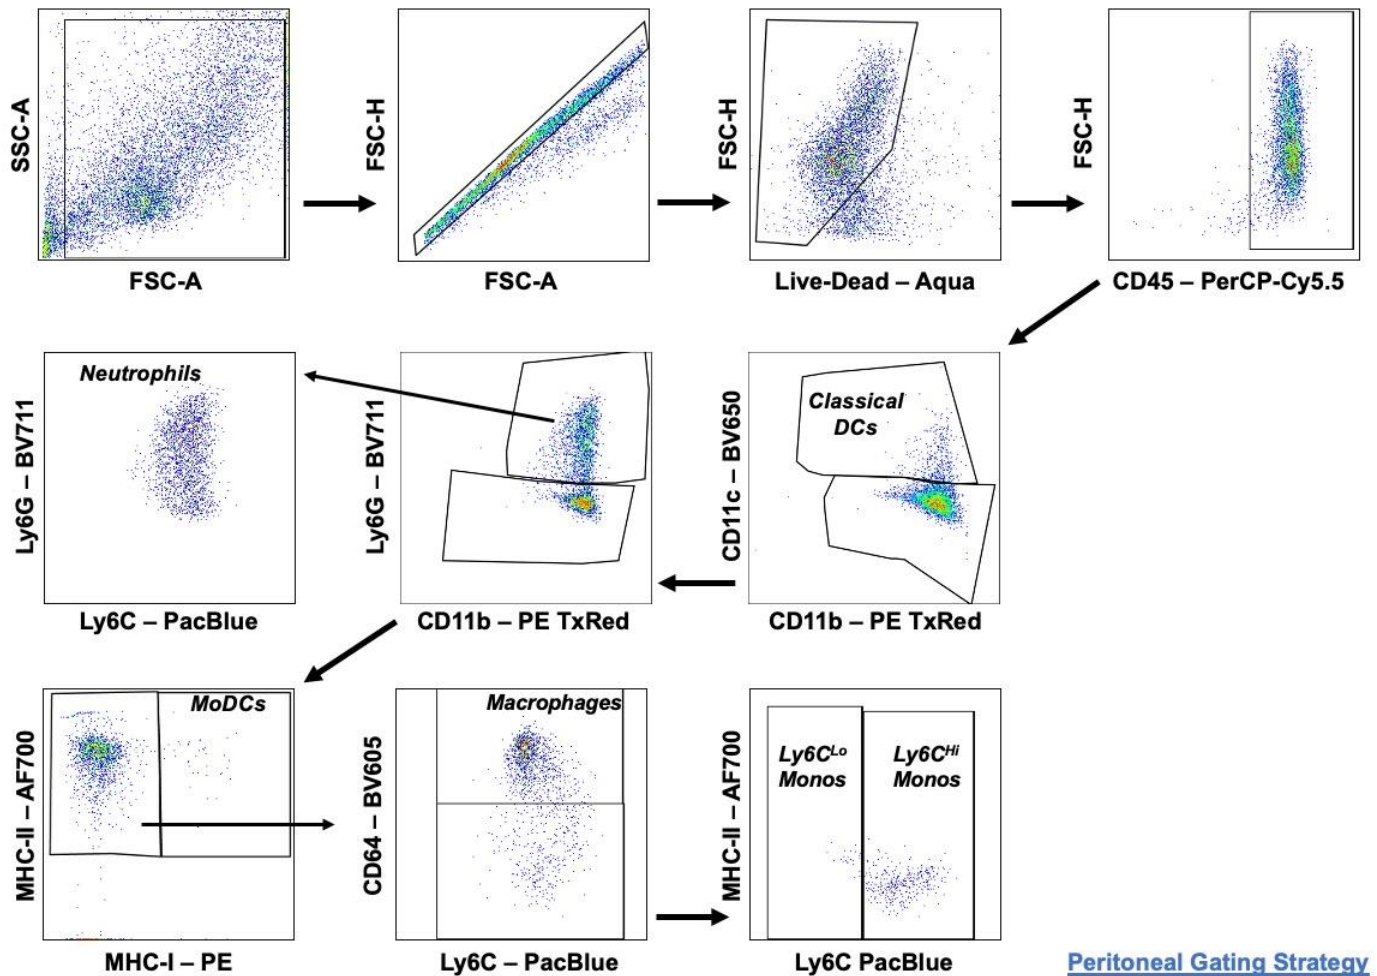 SSC-A
FSC-A
FSC-H
FSC-A
FSC-H
Live-Dead – Aqua
FSC-H
CD45 – PerCP-Cy5.5
Neutrophils
Ly6G – BV711
Ly6C – PacBlue
Ly6G – BV711
CD11b – PE TxRed
Classical
DCs
CD11c – BV650
CD11b – PE TxRed
MoDCs
MHC-II – AF700
MHC-I – PE
Macrophages
CD64 – BV605
Ly6C – PacBlue
MHC-II – AF700
Ly6CLo
Monos
Ly6CHi
Monos
Ly6C PacBlue
Peritoneal Gating Strategy